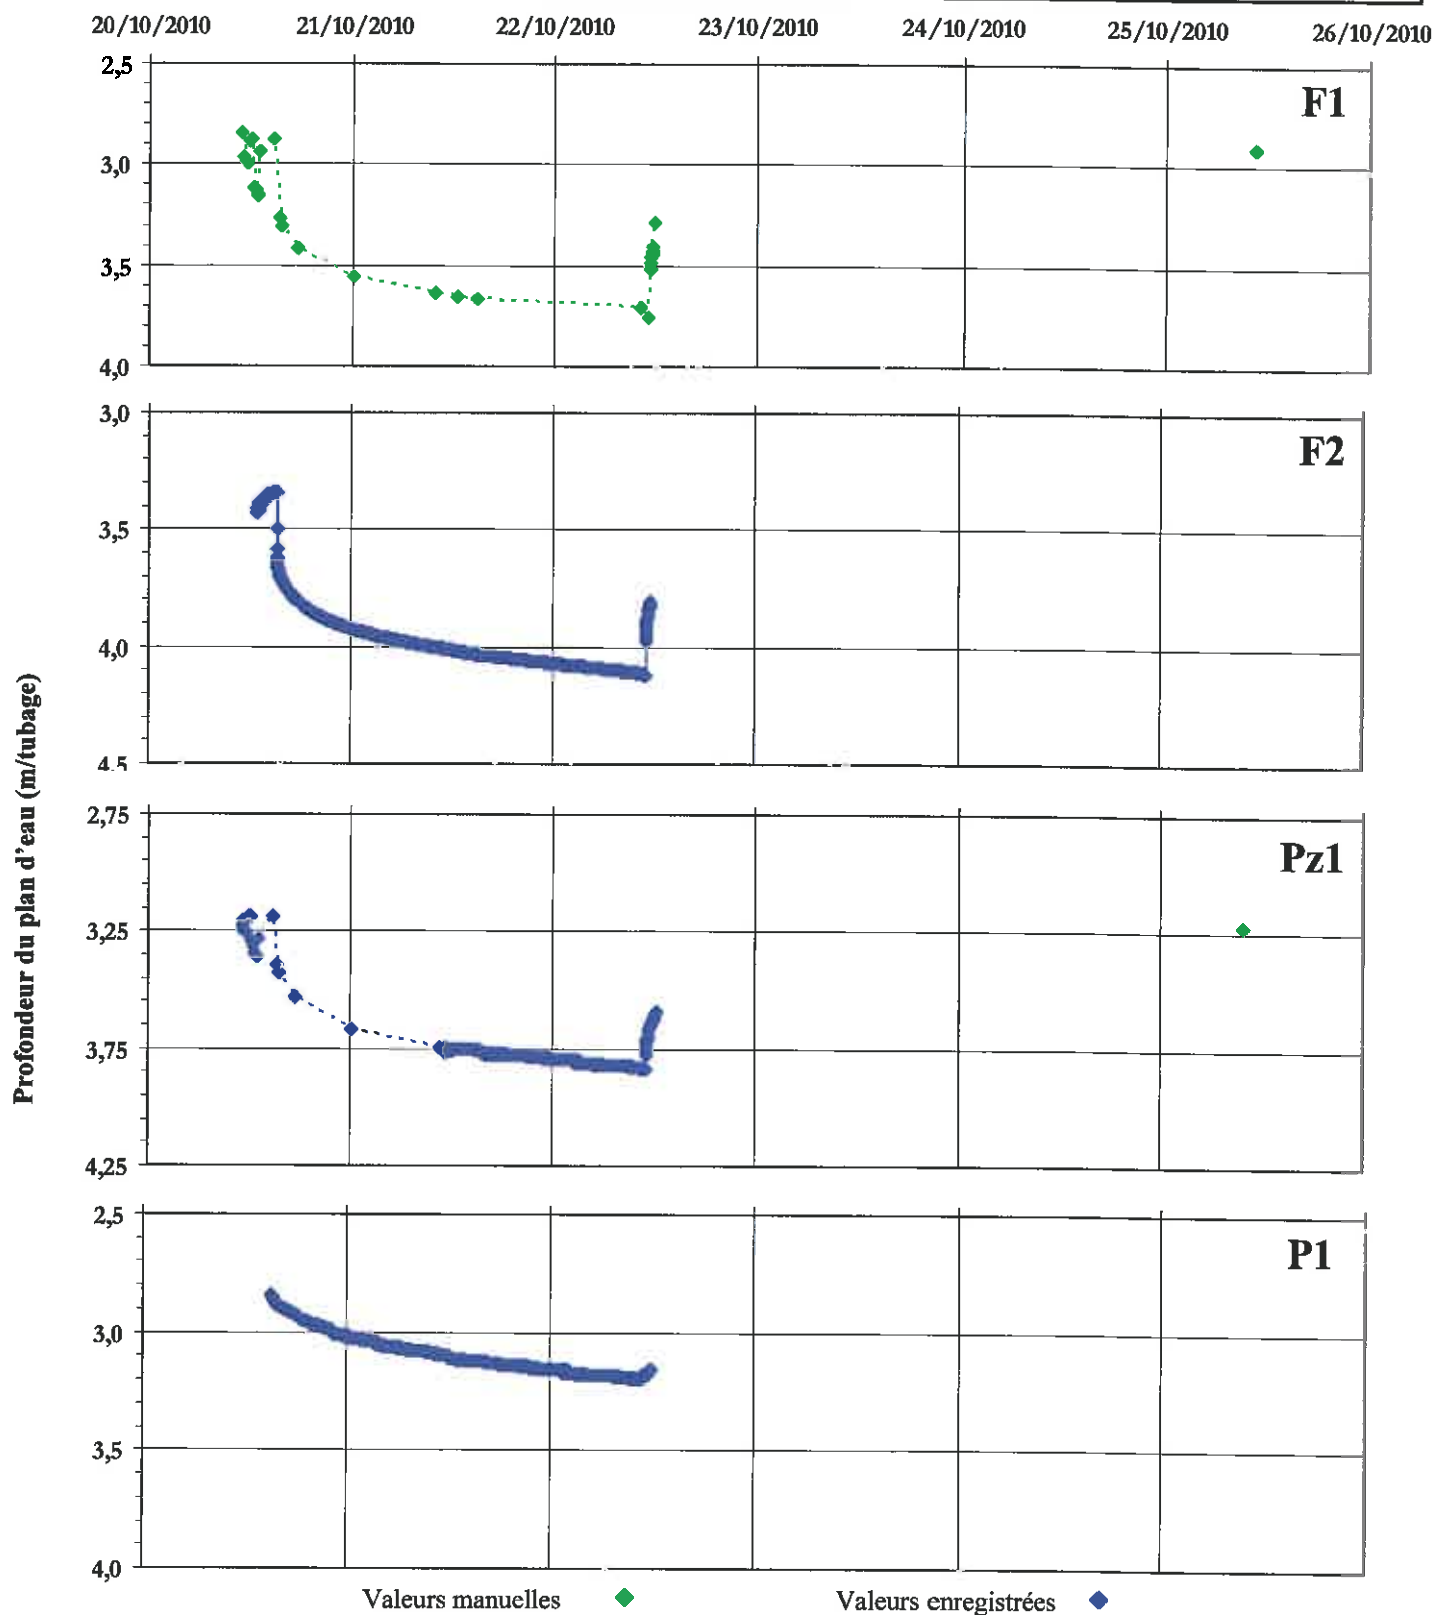 20/10/2010 21/10/2010 22/10/2010 23/10/2010 24/10/2010 25/10/2010 26/10/2010
2,5
F1
3,0
3,5
4,0
3,0
F2
3,5
4,0
4.5
Profondeur du plan d'eau (m/tubage)
2,75
Pz1
3,25
3,75
4,25
2,5
P1
3,0
3,5
4,0
Valeurs manuelles Valeurs enregistrées